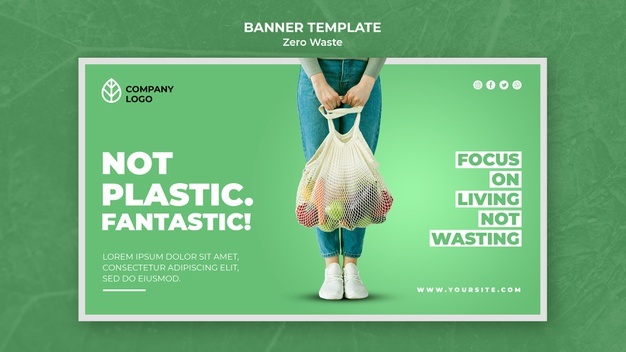 BANNER TEMPLATE
Zero Waste
COMPANY
LOGO
NOT
PLASTIC.
FANTASTIC!
LOREM IPSUM DOLOR SIT AMET,
CONSECTETUR ADIPISCING ELIT,
SED DO EIUSMOD.
FOCUS
ON
LIVING
NOT
WASTING
WWW.YOURSITE.COM